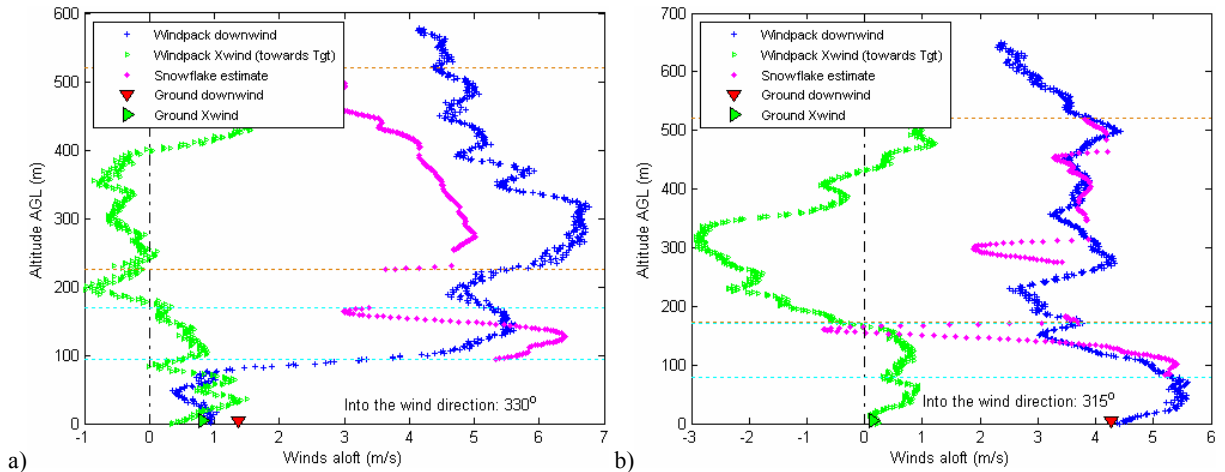 600
500
400
300
200
100
0
Altitude AGL (m)
Windpack downwind
Windpack Xwind (towards Tgt)
Snowflake estimate
Ground downwind
Ground Xwind
Into the wind direction: 330o
-1 0 1 2 3 4 5 6 7
Winds aloft (m/s)
a)
700
600
500
400
300
200
100
0
Altitude AGL (m)
Windpack downwind
Windpack Xwind (towards Tgt)
Snowflake estimate
Ground downwind
Ground Xwind
Into the wind direction: 315º
-3 -2 -1 0 1 2 3 4 5 6
Winds aloft (m/s)
b)